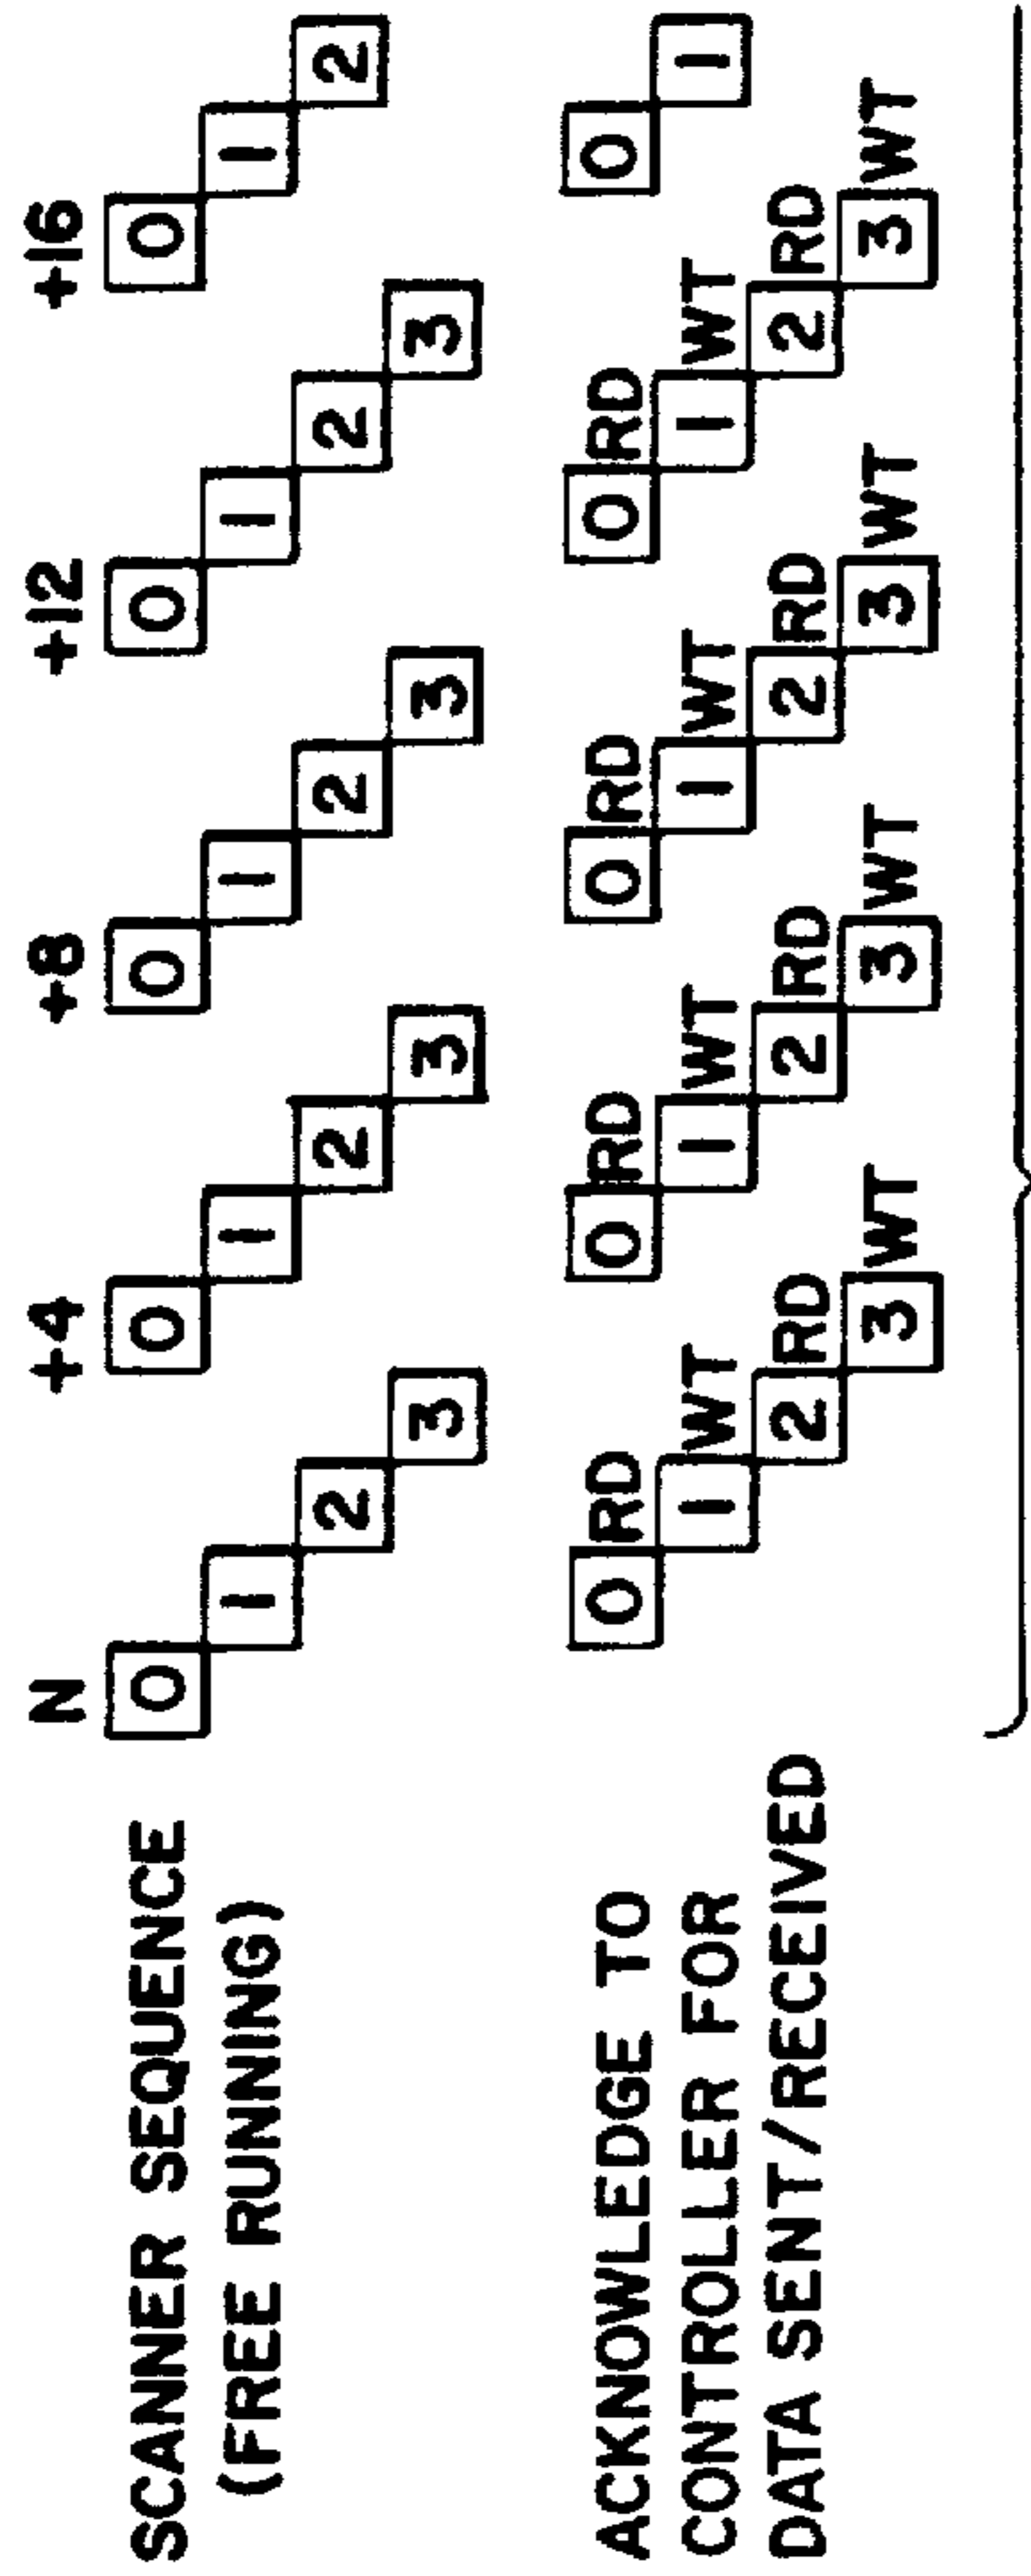 N +4 +8 +12 +16
SCANNER SEQUENCE 0 0 0 0 0
(FREE RUNNING) 1 1 1 1 1
2 2 2 2 2
3 3 3 3
ACKNOWLEDGE TO 0 RD 0 RD 0 RD 0 RD 0
CONTROLLER FOR 1 WT 1 WT 1 WT 1 WT 1
DATA SENT/RECEIVED 2 RD 2 RD 2 RD 2 RD
3 WT 3 WT 3 WT 3 WT